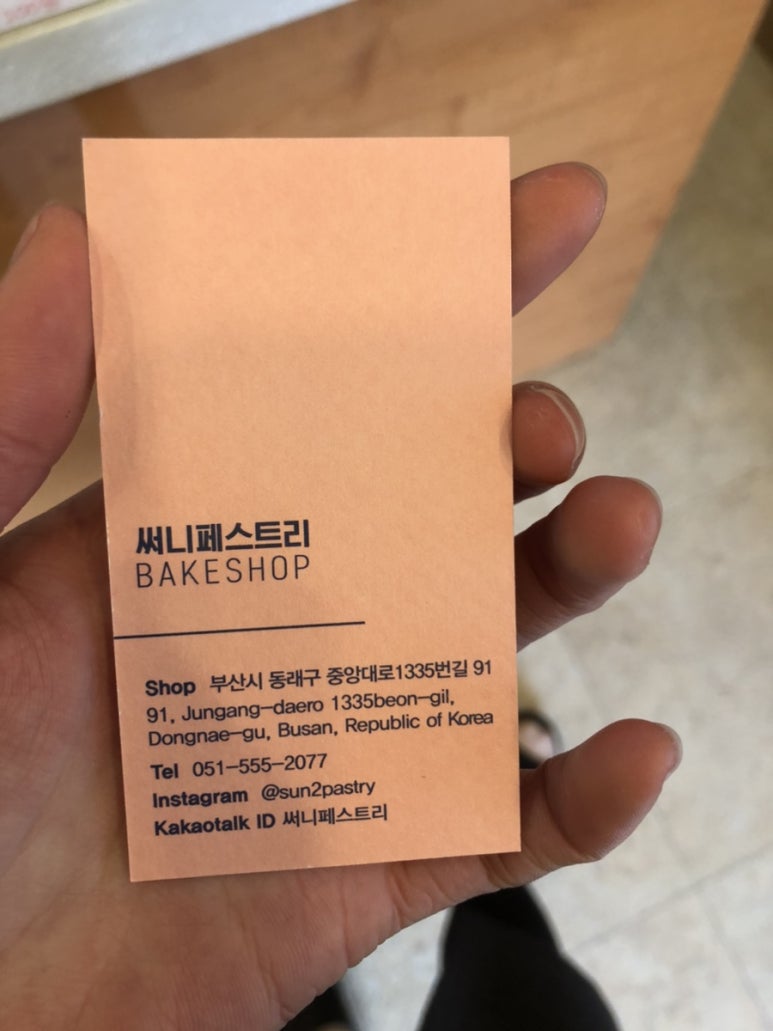 써니페스트리
BAKESHOP
Shop 부산시 동래구 중앙대로1335번길 91
91, Jungang-daero 1335beon-gil,
Dongnae-gu, Busan, Republic of Korea
Tel 051-555-2077
Instagram @sun2pastry
Kakaotalk ID 써니페스트리